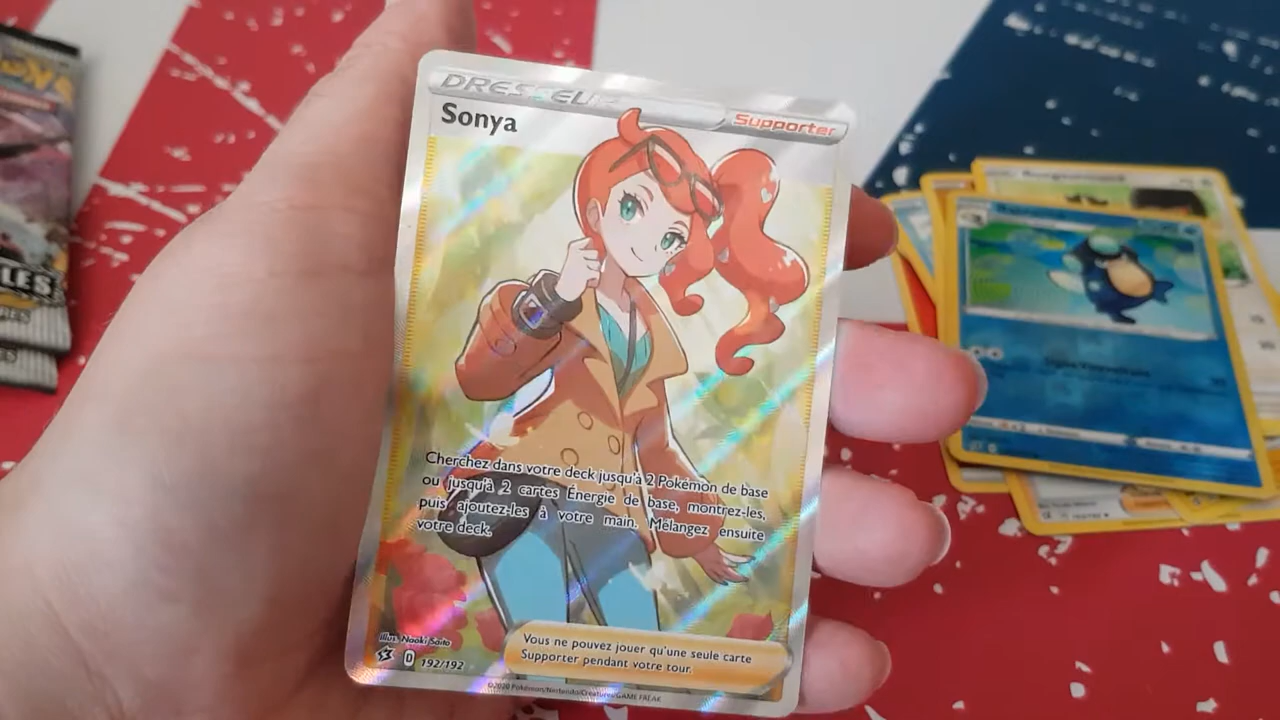 DRESSEUR
Supporter
Sonya
Cherchez dans votre deck jusqu'à 2 Pokémon de base
ou jusqu'à 2 cartes Énergie de base, montrez-les,
puis ajoutez-les à votre main. Mélangez ensuite
votre deck.
Illus. Naoki Saito
D 192/192
Vous ne pouvez jouer qu'une seule carte
Supporter pendant votre tour.
©2020 Pokémon/Nintendo/Creatures/GAME FREAK
LES